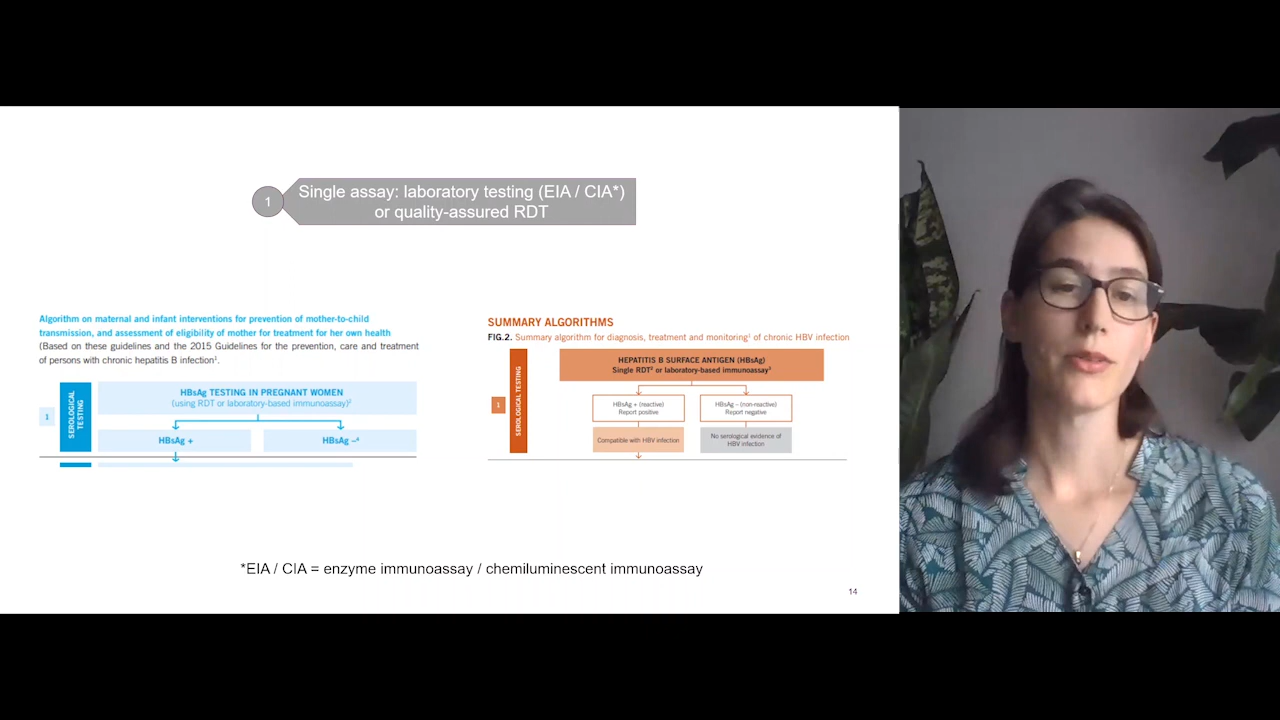 1
Single assay: laboratory testing (EIA / CIA*)
or quality-assured RDT
Algorithm on maternal and infant interventions for prevention of mother-to-child
transmission, and assessment of eligibility of mother for treatment for her own health
(Based on these guidelines and the 2015 Guidelines for the prevention, care and treatment
of persons with chronic hepatitis B infection¹.
1
SEROLOGICAL
TESTING
HBsAg TESTING IN PREGNANT WOMEN
(using RDT or laboratory-based immunoassay)²
HBsAg +
HBsAg –⁴
SUMMARY ALGORITHMS
FIG.2. Summary algorithm for diagnosis, treatment and monitoring¹ of chronic HBV infection
1
SEROLOGICAL TESTING
HEPATITIS B SURFACE ANTIGEN (HBsAg)
Single RDT² or laboratory-based immunoassay³
HBsAg + (reactive)
Report positive
HBsAg – (non-reactive)
Report negative
Compatible with HBV infection
No serological evidence of
HBV infection
*EIA / CIA = enzyme immunoassay / chemiluminescent immunoassay
14